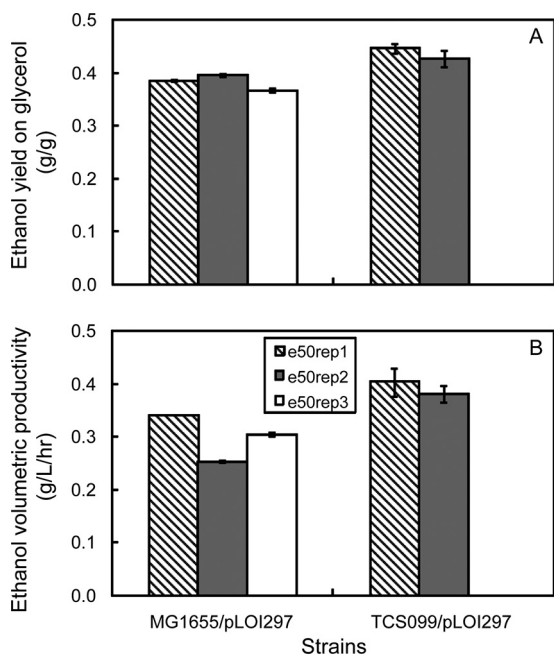 A
Ethanol yield on glycerol
(g/g)
0.5
0.4
0.3
0.2
0.1
0.0
B
Ethanol volumetric productivity
(g/L/hr)
0.5
0.4
0.3
0.2
0.1
0.0
e50rep1
e50rep2
e50rep3
MG1655/pLOI297 TCS099/pLOI297
Strains